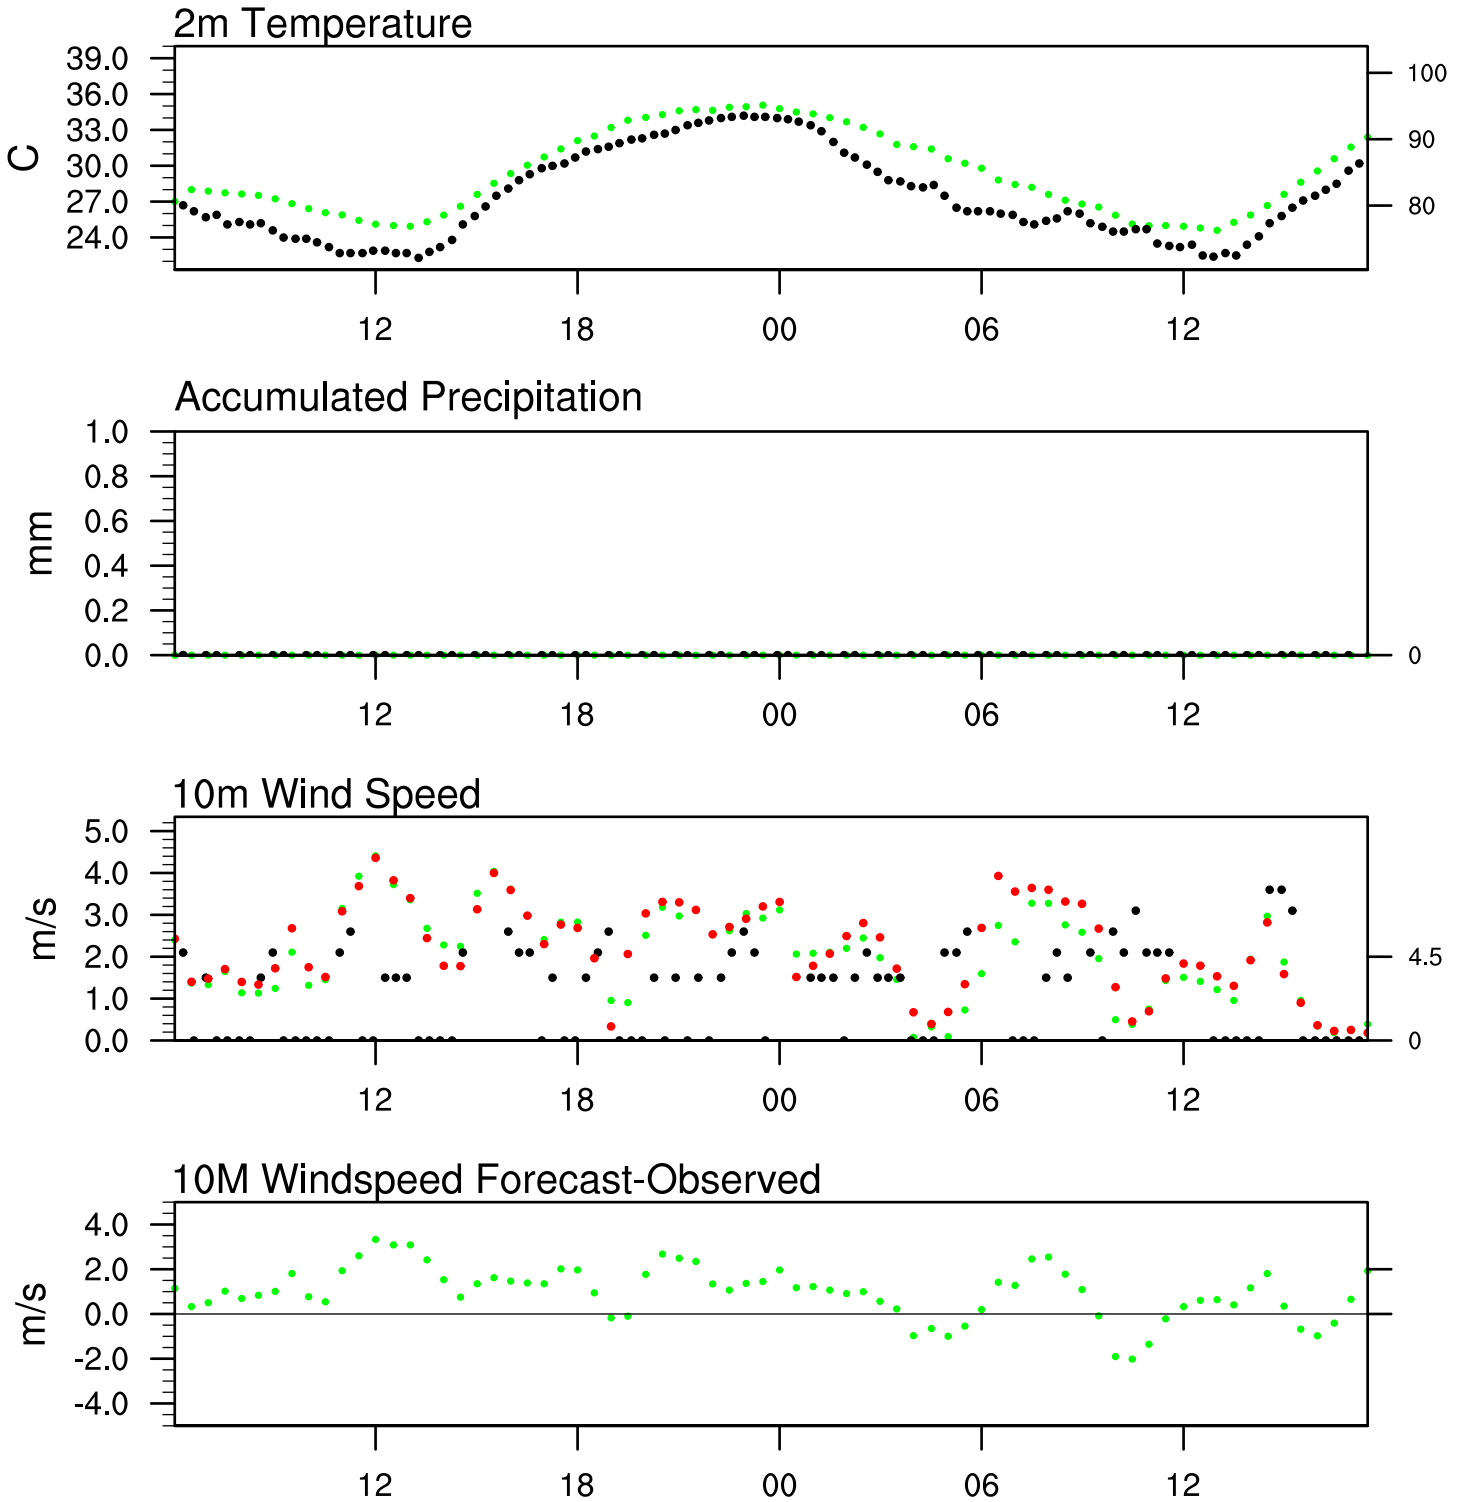 2m Temperature
39.0
36.0
33.0
30.0
27.0
24.0
C
100
90
80
12 18 00 06 12
Accumulated Precipitation
1.0
0.8
0.6
0.4
0.2
0.0
mm
0
12 18 00 06 12
10m Wind Speed
5.0
4.0
3.0
2.0
1.0
0.0
m/s
4.5
0
12 18 00 06 12
10M Windspeed Forecast-Observed
4.0
2.0
0.0
-2.0
-4.0
m/s
12 18 00 06 12